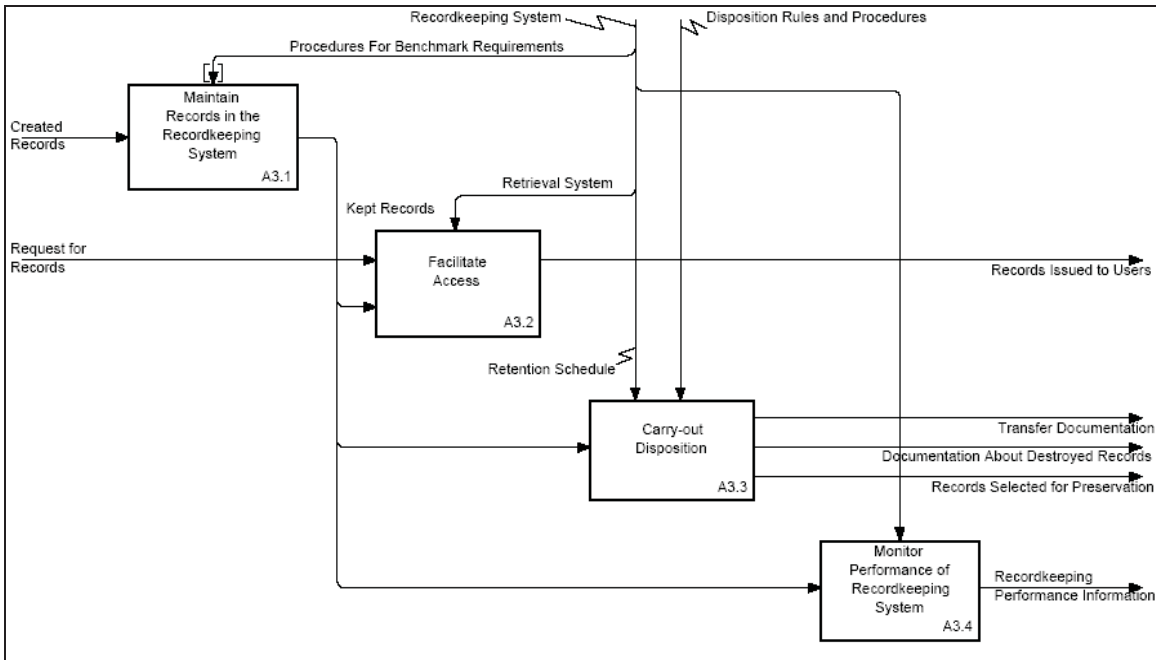 Recordkeeping System
Disposition Rules and Procedures
Procedures For Benchmark Requirements
Maintain
Records in the
Recordkeeping
System
A3.1
Created
Records
Retrieval System
Kept Records
Request for
Records
Facilitate
Access
A3.2
Records Issued to Users
Retention Schedule
Carry-out
Disposition
A3.3
Transfer Documentation
Documentation About Destroyed Records
Records Selected for Preservation
Monitor
Performance of
Recordkeeping
System
A3.4
Recordkeeping
Performance Information